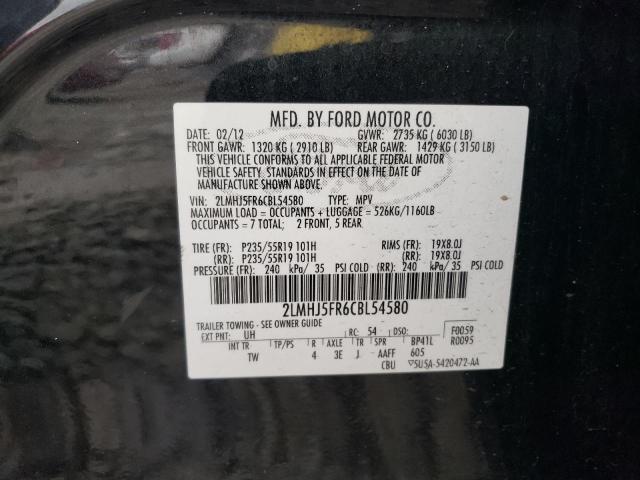 MFD. BY FORD MOTOR CO.
DATE: 02/12 GVWR: 2735 KG ( 6030 LB)
FRONT GAWR: 1320 KG ( 2910 LB) REAR GAWR: 1429 KG ( 3150 LB)
THIS VEHICLE CONFORMS TO ALL APPLICABLE FEDERAL MOTOR
VEHICLE SAFETY AND THEFT PREVENTION STANDARDS IN EFFECT ON THE DATE OF
MANUFACTURE SHOWN ABOVE.
VIN: 2LMHJ5FR6CBL54580 TYPE: MPV
MAXIMUM LOAD = OCCUPANTS + LUGGAGE = 526KG/1160LB
OCCUPANTS = 7 TOTAL; 2 FRONT, 5 REAR
TIRE (FR): P235/55R19 101H RIMS (FR): 19X8.0J
(RR): P235/55R19 101H (RR): 19X8.0J
PRESSURE (FR): 240 kPa/ 35 PSI COLD (RR): 240 kPa/ 35 PSI COLD
2LMHJ5FR6CBL54580
TRAILER TOWING - SEE OWNER GUIDE
EXT PNT: UH RC: 54 DSO: F0059
INT TR TP/PS R AXLE TR SPR BP41L R0095
TW 4 3E J AAFF 605
CBU 5U5A-5420472-AA